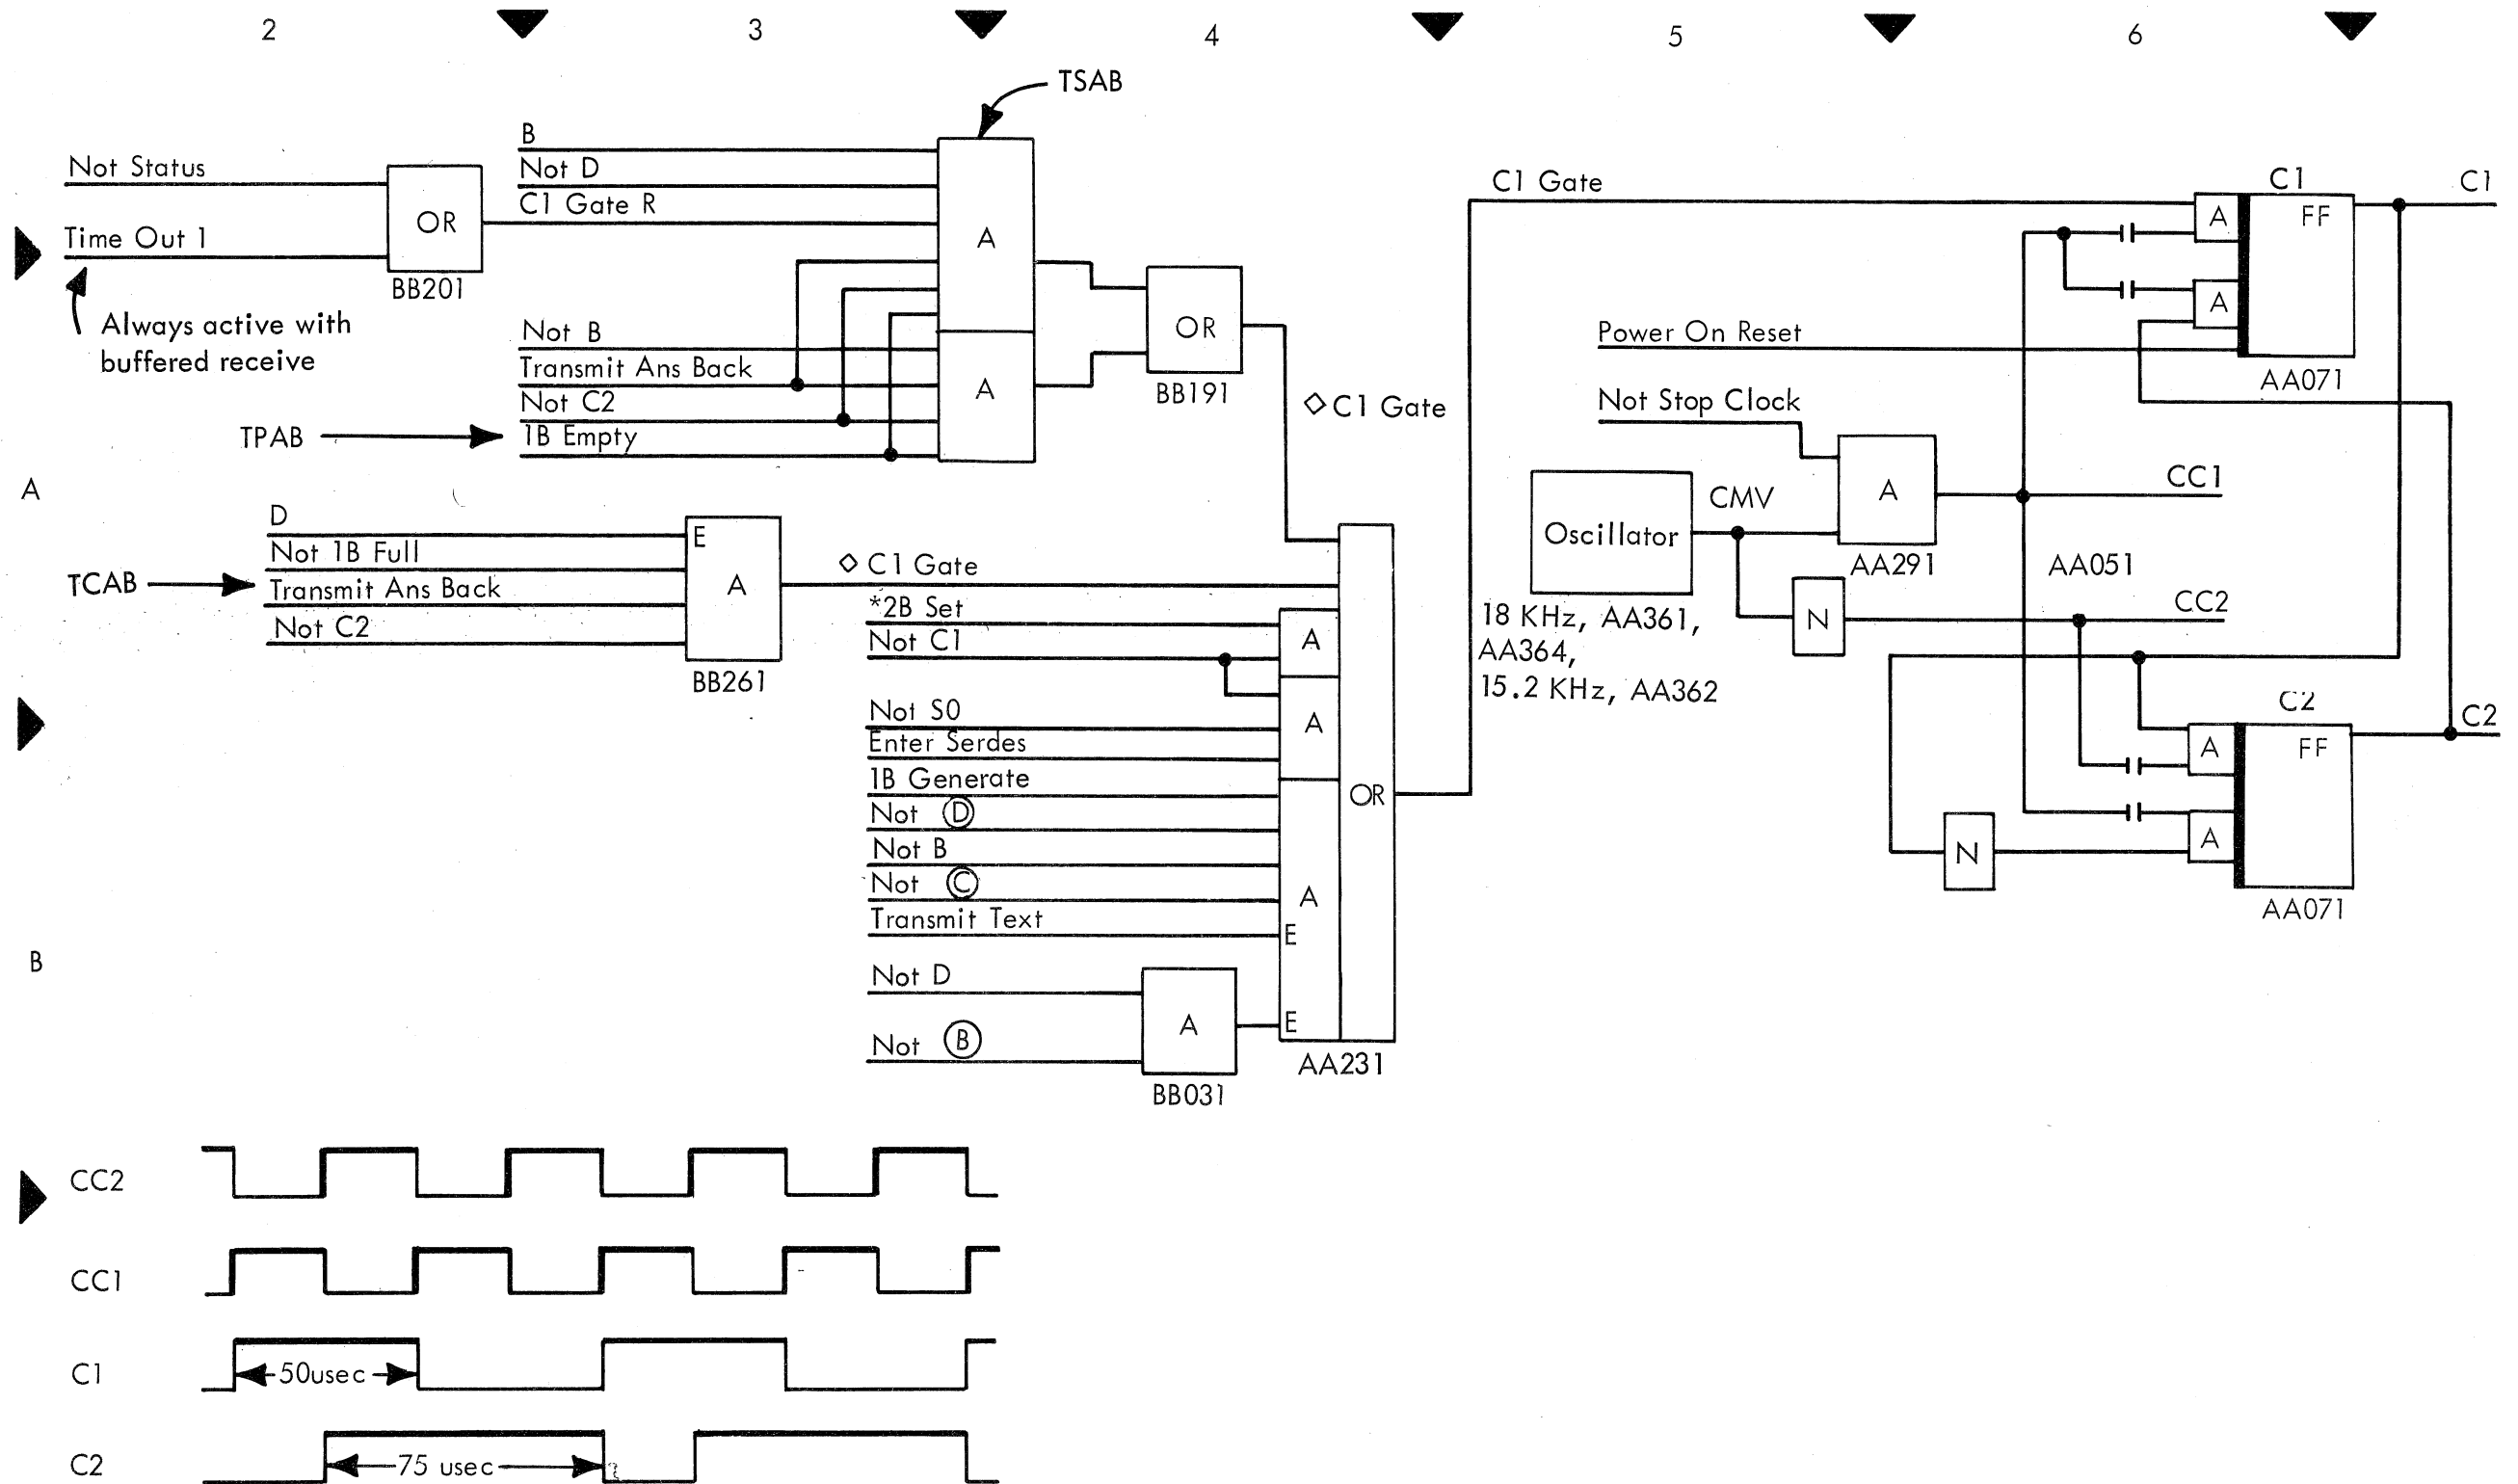 2
3
4
5
6
TSAB
B
Not Status
Not D
C1 Gate R
C1 Gate
C1
C1
OR
A
A
FF
Time Out 1
BB201
A
Always active with
buffered receive
Not B
OR
Power On Reset
Transmit Ans Back
A
BB191
AA071
Not C2
◇ C1 Gate
Not Stop Clock
TPAB
1B Empty
A
D
E
CMV
A
CC1
Not 1B Full
Oscillator
TCAB
Transmit Ans Back
A
◇ C1 Gate
AA291
AA051
Not C2
*2B Set
CC2
BB261
Not C1
A
18 KHz, AA361,
AA364,
15.2 KHz, AA362
N
C2
C2
Not S0
A
Enter Serdes
A
FF
1B Generate
OR
Not Ⓓ
Not B
A
N
Not Ⓒ
A
Transmit Text
E
AA071
B
Not D
A
E
Not Ⓑ
AA231
BB031
CC2
CC1
C1
50usec
C2
75 usec